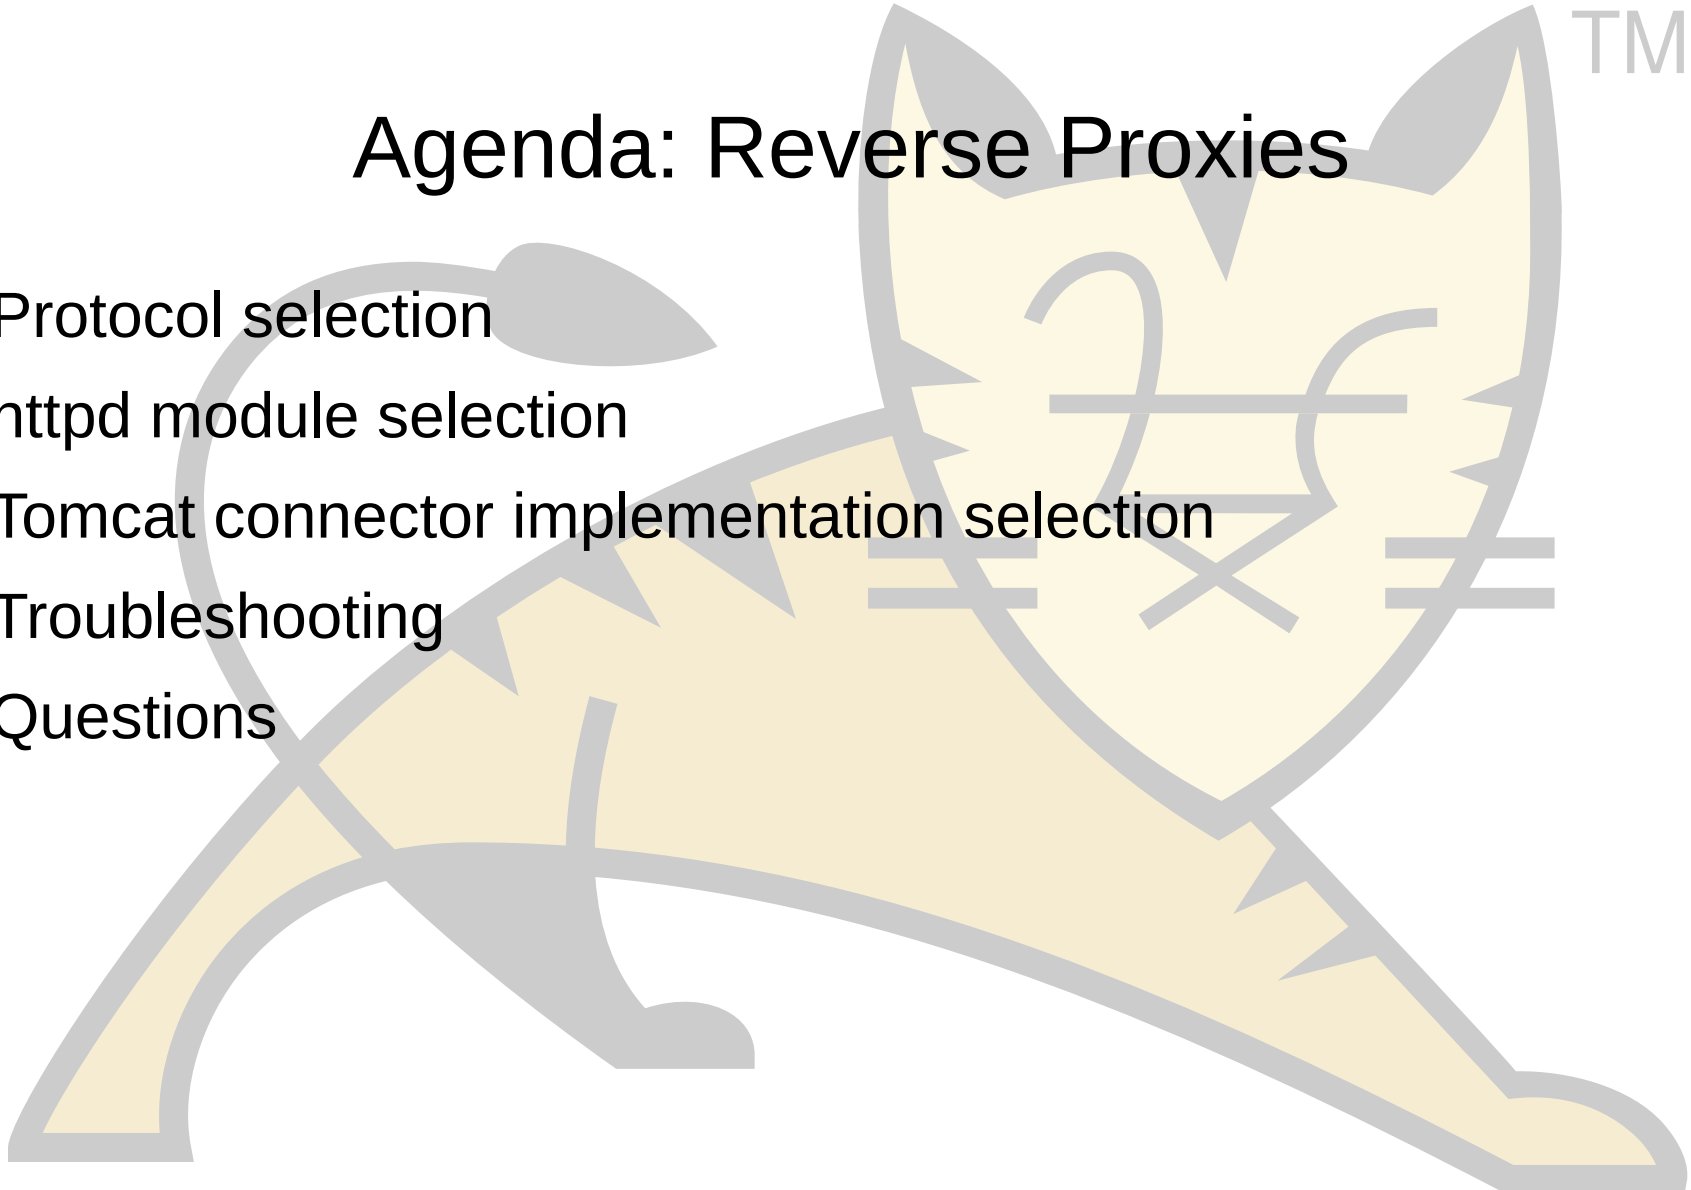 TM
Agenda: Reverse Proxies
Protocol selection
httpd module selection
Tomcat connector implementation selection
Troubleshooting
Questions